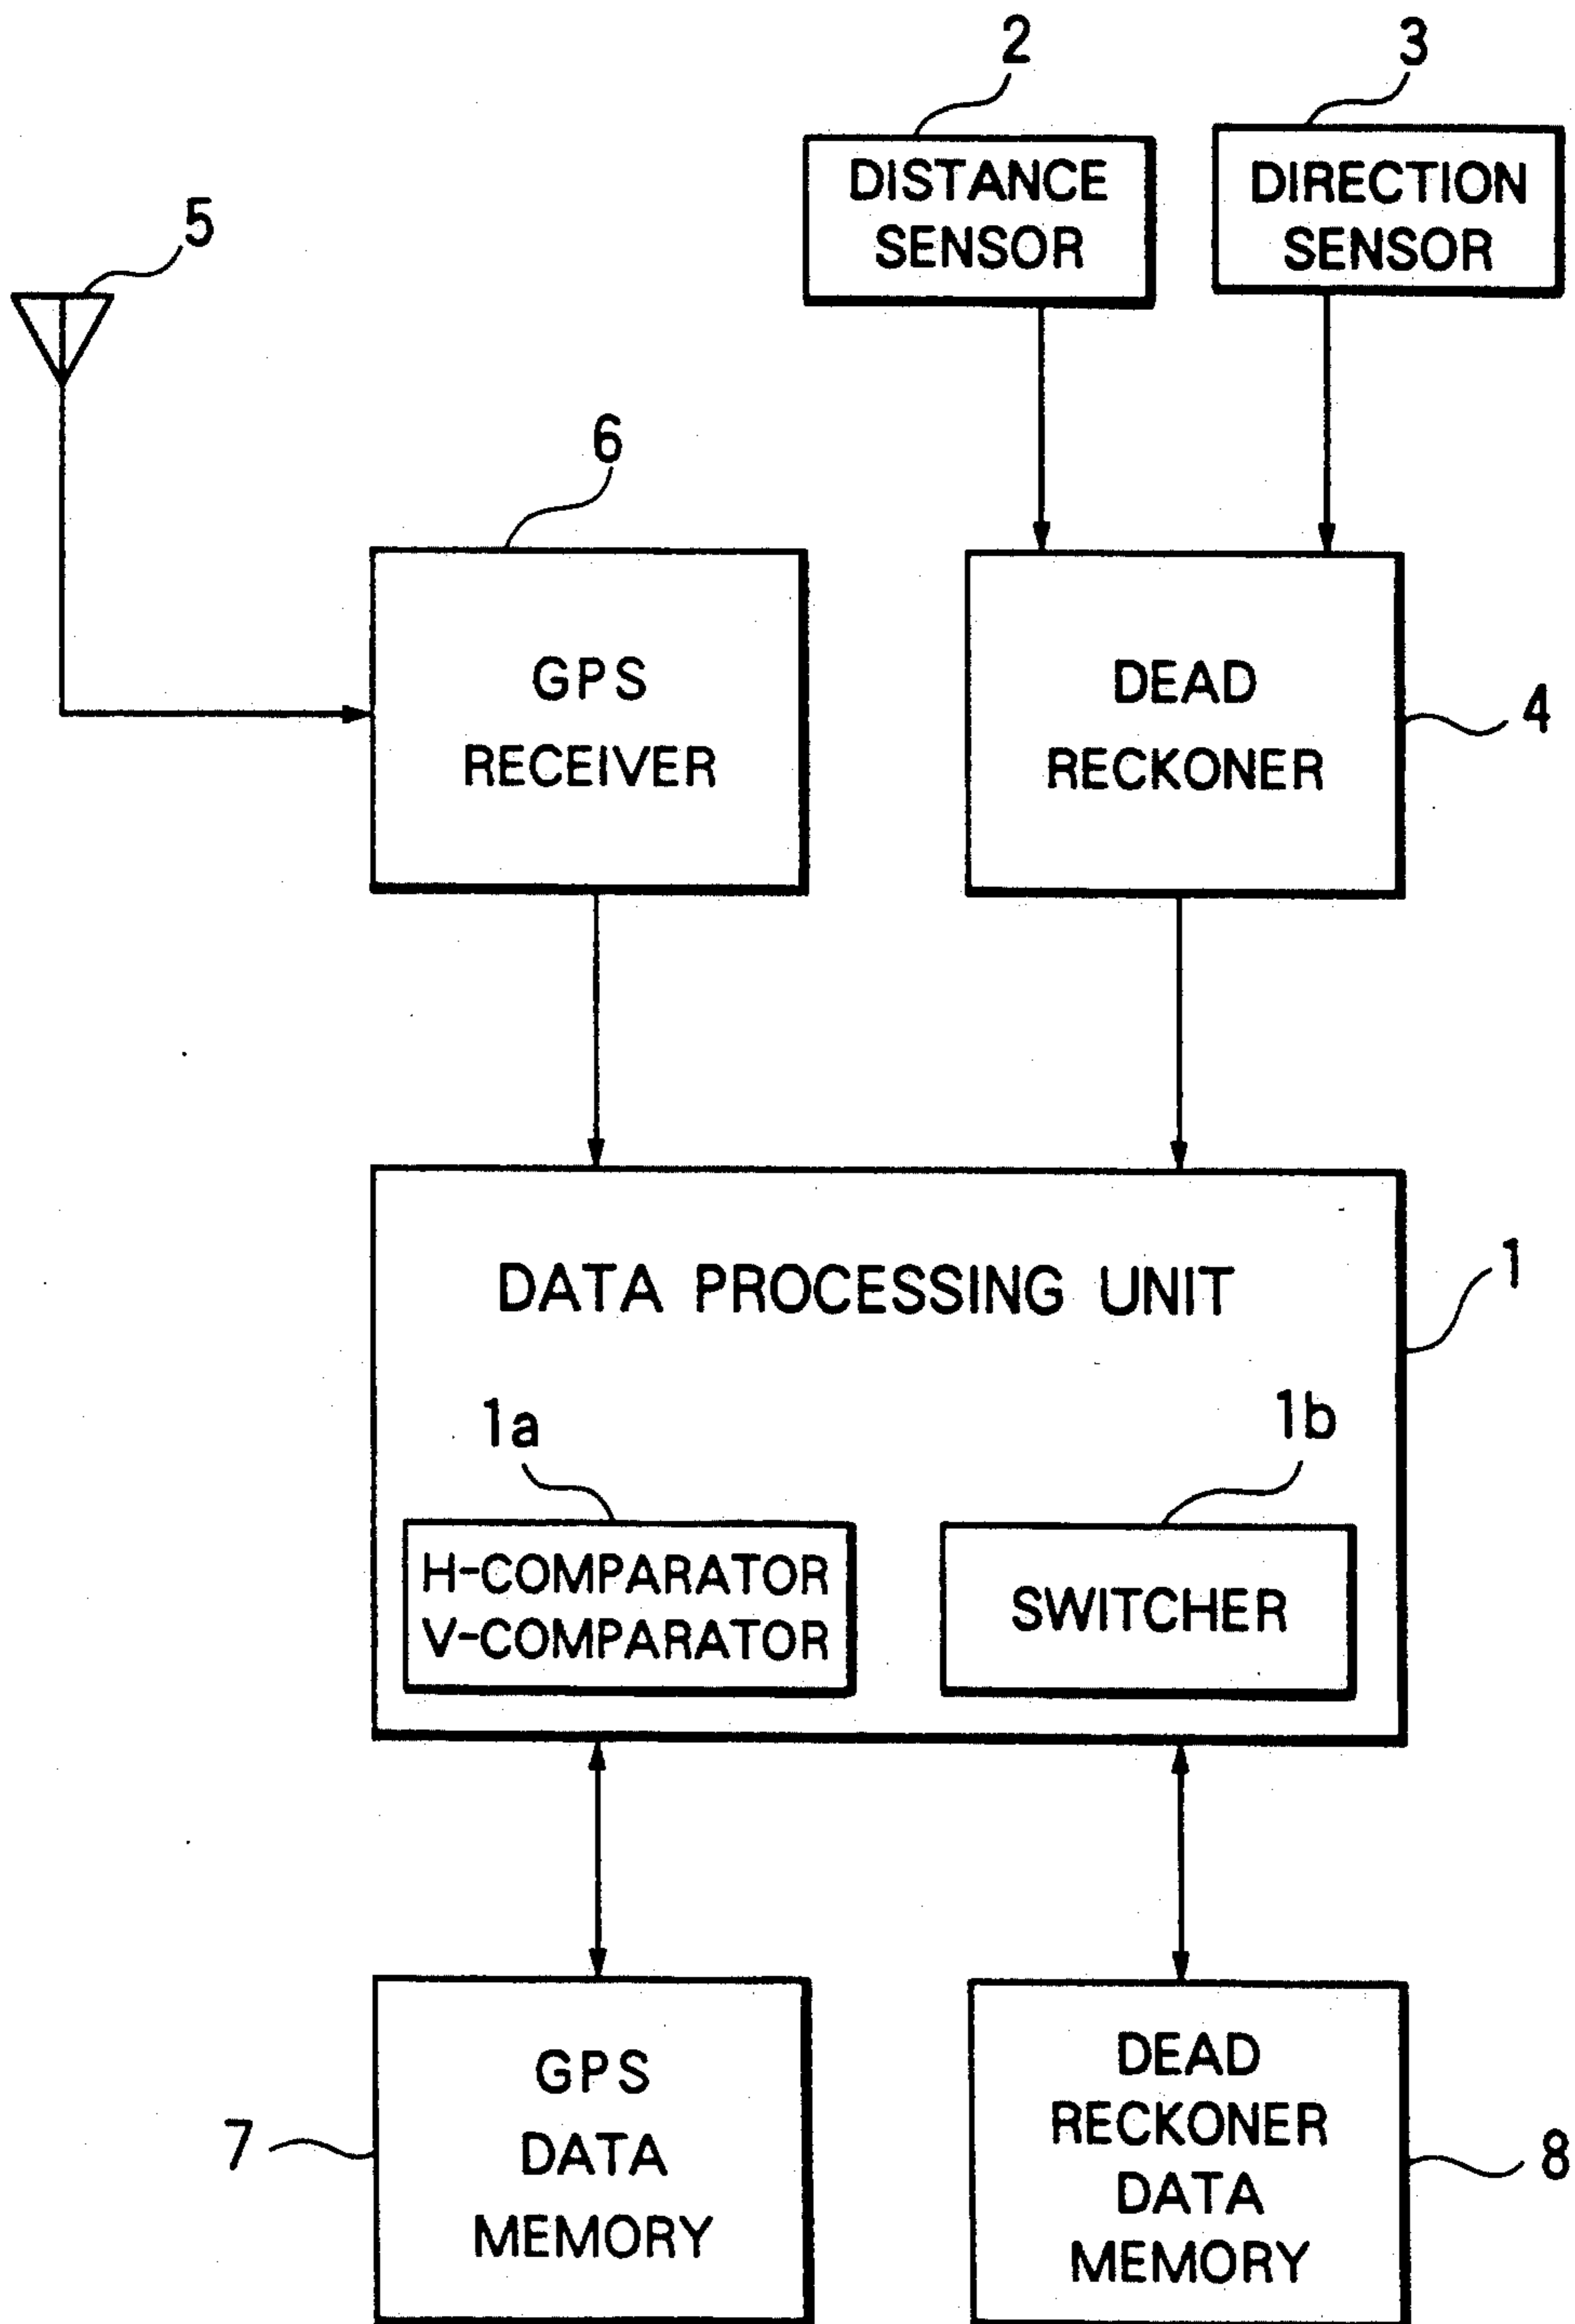 2
3
DISTANCE
SENSOR
DIRECTION
SENSOR
5
6
GPS
RECEIVER
DEAD
RECKONER
4
DATA PROCESSING UNIT
1
1a
1b
H-COMPARATOR
V-COMPARATOR
SWITCHER
GPS
DATA
MEMORY
7
DEAD
RECKONER
DATA
MEMORY
8